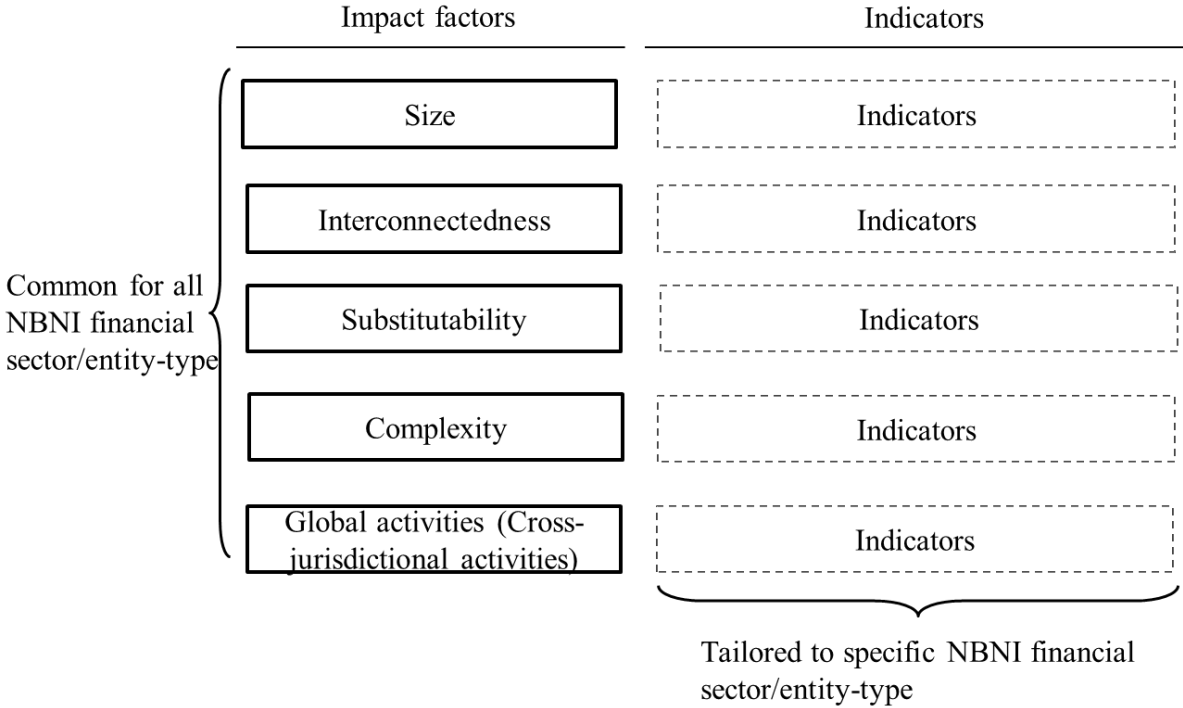 Impact factors
Indicators
Size
Indicators
Interconnectedness
Indicators
Common for all
NBNI financial
sector/entity-type
Substitutability
Indicators
Complexity
Indicators
Global activities (Cross-
jurisdictional activities)
Indicators
Tailored to specific NBNI financial
sector/entity-type